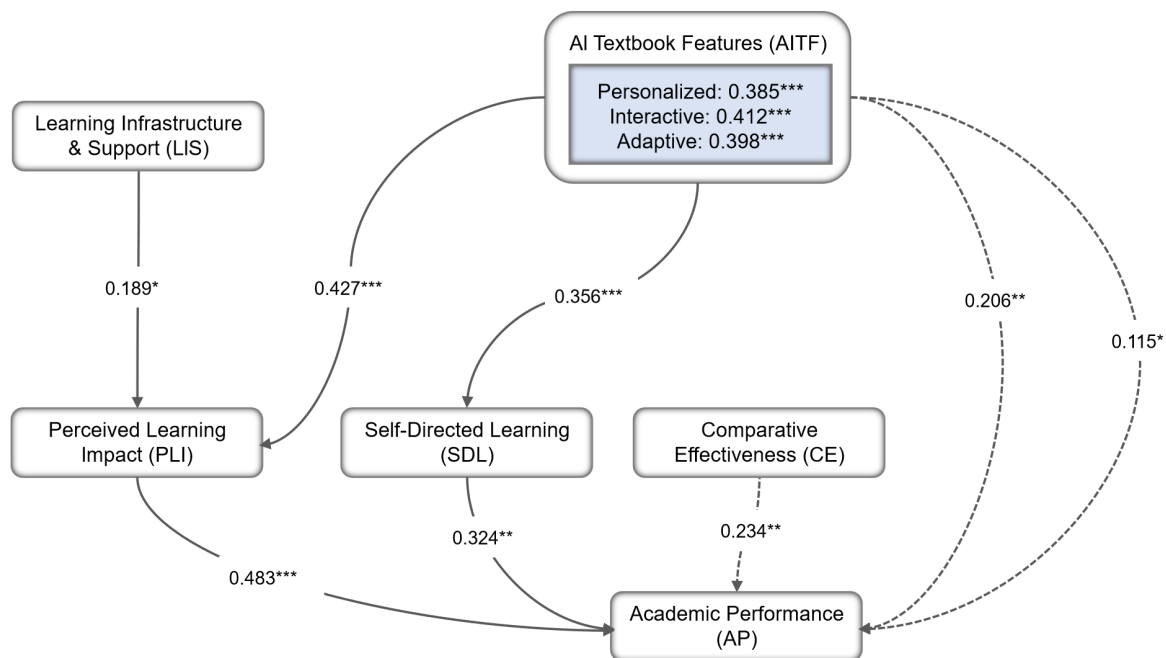 AI Textbook Features (AITF)
Personalized: 0.385***
Interactive: 0.412***
Adaptive: 0.398***
Learning Infrastructure
& Support (LIS)
0.189*
0.427***
0.356***
0.206**
0.115*
Perceived Learning
Impact (PLI)
Self-Directed Learning
(SDL)
Comparative
Effectiveness (CE)
0.324**
0.234**
0.483***
Academic Performance
(AP)